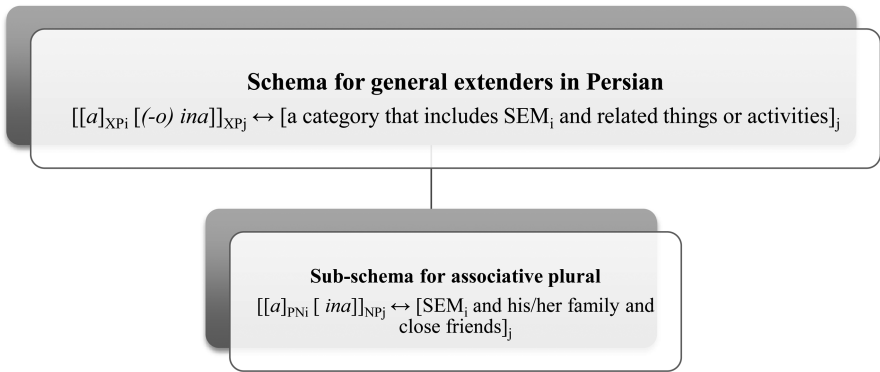 Schema for general extenders in Persian
[[a]XPi [(-o) ina]]XPj ↔ [a category that includes SEMi and related things or activities]j
Sub-schema for associative plural
[[a]PNi [ ina]]NPj ↔ [SEMi and his/her family and
close friends]j